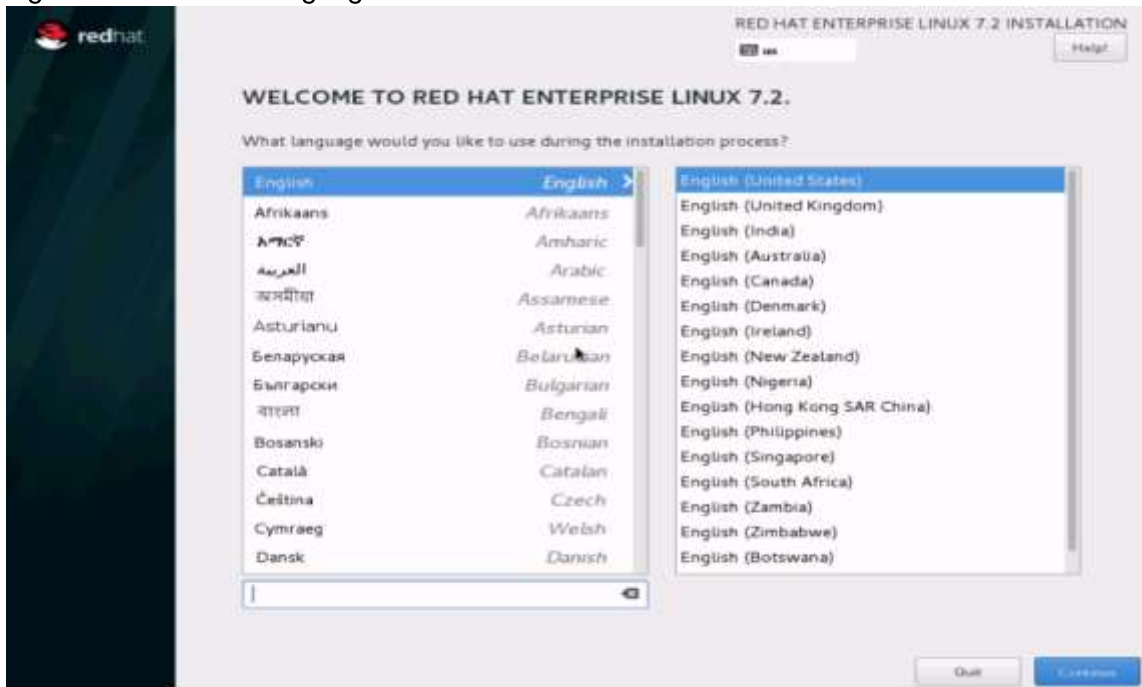 redhat
RED HAT ENTERPRISE LINUX 7.2 INSTALLATION
us
Help!
WELCOME TO RED HAT ENTERPRISE LINUX 7.2.
What language would you like to use during the installation process?
English English
Afrikaans Afrikaans
አማርኛ Amharic
العربية Arabic
অসমীয়া Assamese
Asturianu Asturian
Беларуская Belarusian
Български Bulgarian
বাংলা Bengali
Bosanski Bosnian
Català Catalan
Čeština Czech
Cymraeg Welsh
Dansk Danish
English (United States)
English (United Kingdom)
English (India)
English (Australia)
English (Canada)
English (Denmark)
English (Ireland)
English (New Zealand)
English (Nigeria)
English (Hong Kong SAR China)
English (Philippines)
English (Singapore)
English (South Africa)
English (Zambia)
English (Zimbabwe)
English (Botswana)
Quit
Continue